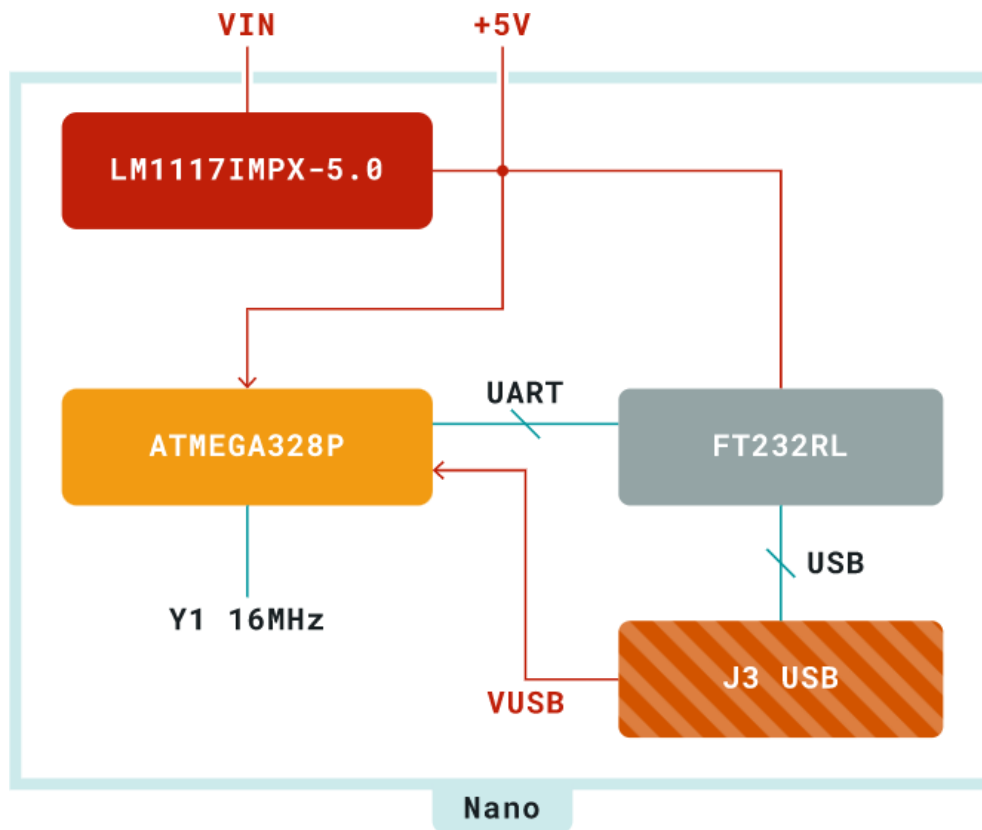 VIN
+5V
LM1117IMPX-5.0
UART
ATMEGA328P
FT232RL
USB
Y1 16MHz
J3 USB
VUSB
Nano